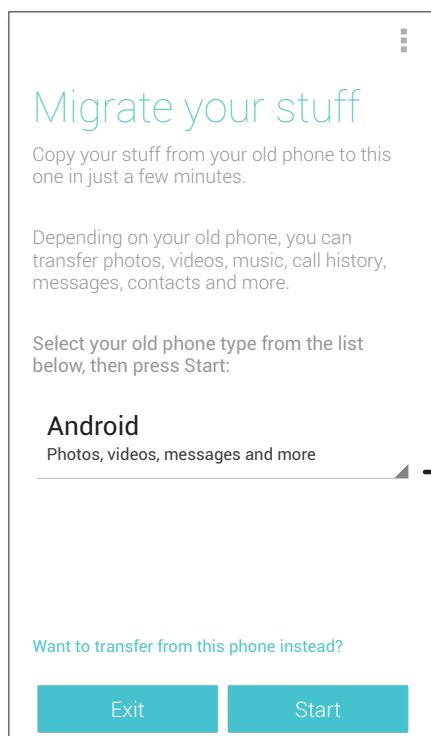 Migrate your stuff
Copy your stuff from your old phone to this
one in just a few minutes.
Depending on your old phone, you can
transfer photos, videos, music, call history,
messages, contacts and more.
Select your old phone type from the list
below, then press Start:
Android
Photos, videos, messages and more
Want to transfer from this phone instead?
Exit Start